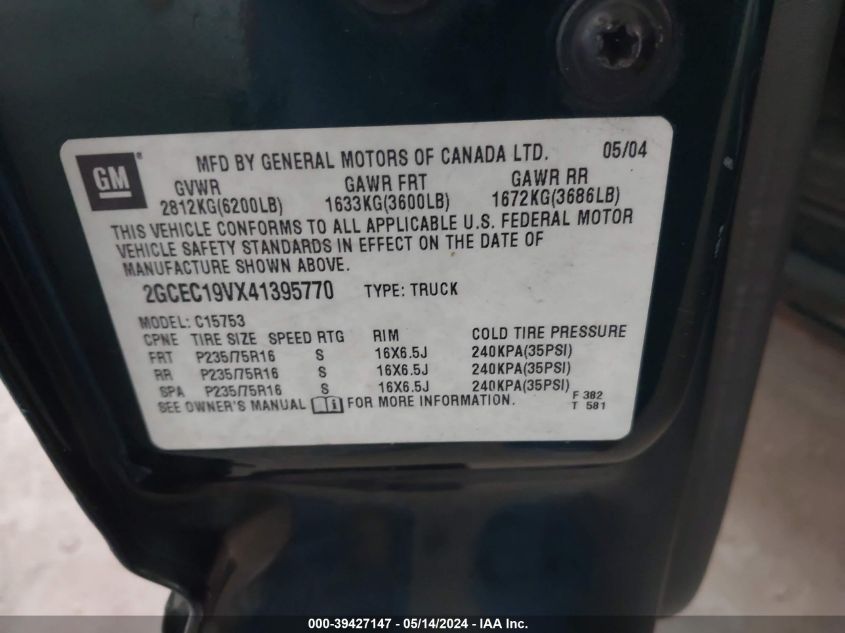 GM
MFD BY GENERAL MOTORS OF CANADA LTD. 05/04
GVWR GAWR FRT GAWR RR
2812KG(6200LB) 1633KG(3600LB) 1672KG(3686LB)
THIS VEHICLE CONFORMS TO ALL APPLICABLE U.S. FEDERAL MOTOR
VEHICLE SAFETY STANDARDS IN EFFECT ON THE DATE OF
MANUFACTURE SHOWN ABOVE.
2GCEC19VX41395770 TYPE: TRUCK
MODEL: C15753
CPNE TIRE SIZE SPEED RTG RIM COLD TIRE PRESSURE
FRT P235/75R16 S 16X6.5J 240KPA(35PSI)
RR P235/75R16 S 16X6.5J 240KPA(35PSI)
SPA P235/75R16 S 16X6.5J 240KPA(35PSI)
SEE OWNER'S MANUAL FOR MORE INFORMATION. F 382
T 581
000-39427147 / 05/14/2024 - IAA Inc.